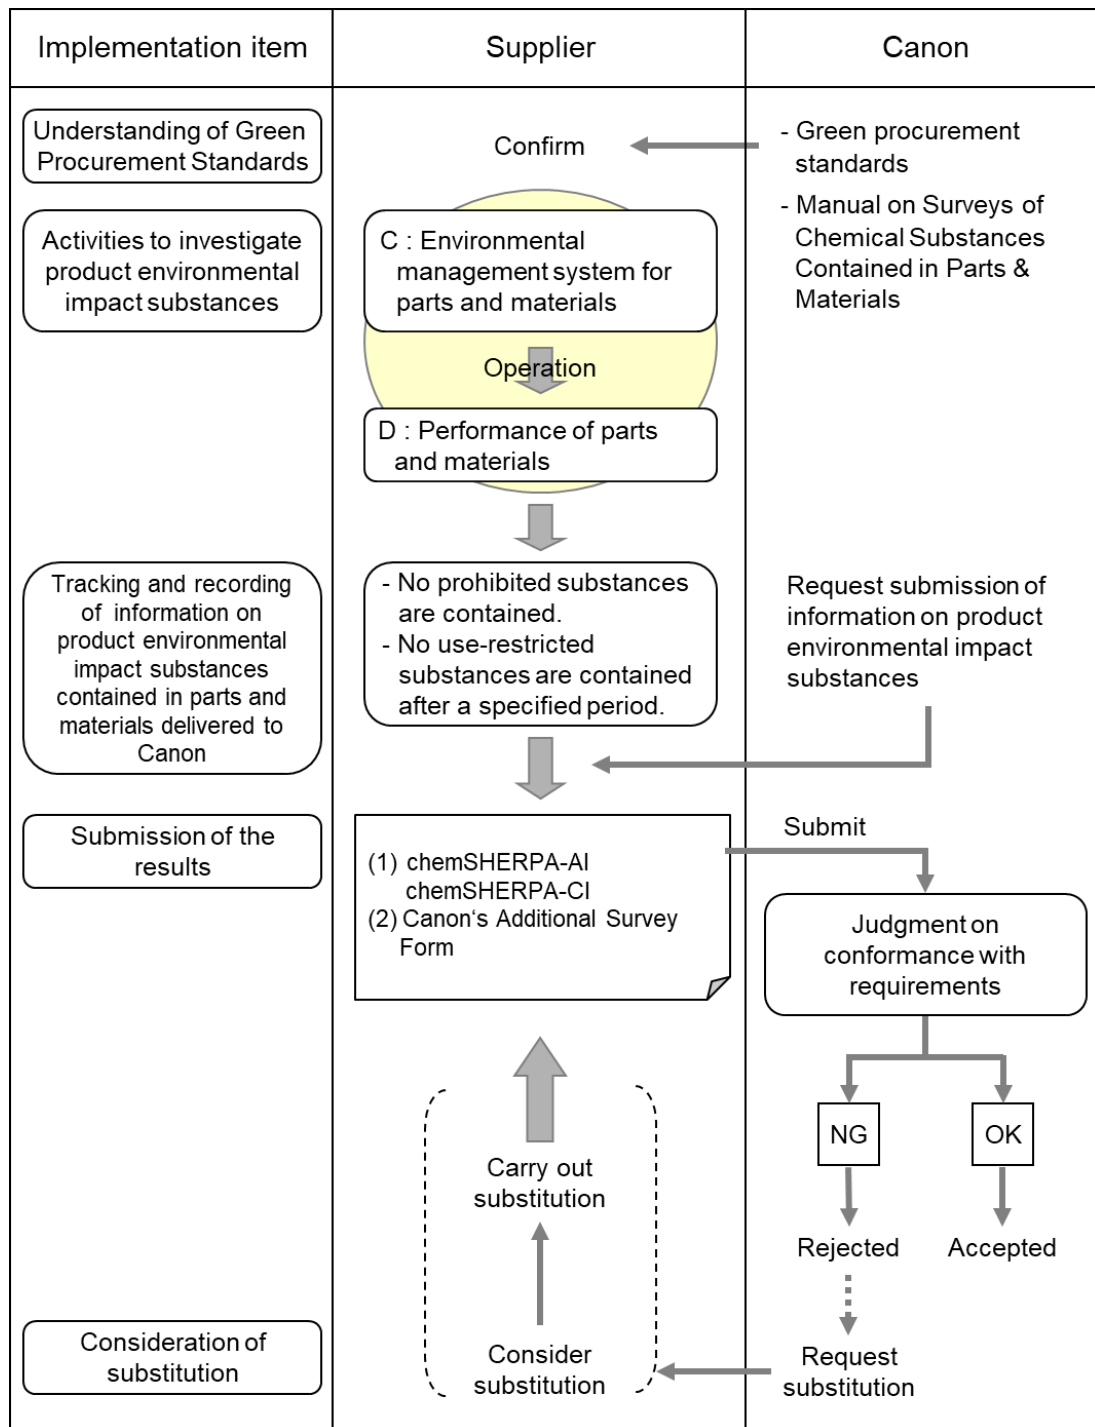 Implementation item
Supplier
Canon
Understanding of Green
Procurement Standards
Confirm
- Green procurement
standards
- Manual on Surveys of
Chemical Substances
Contained in Parts &
Materials
Activities to investigate
product environmental
impact substances
C : Environmental
management system for
parts and materials
Operation
D : Performance of parts
and materials
Tracking and recording
of information on
product environmental
impact substances
contained in parts and
materials delivered to
Canon
- No prohibited substances
are contained.
- No use-restricted
substances are contained
after a specified period.
Request submission of
information on product
environmental impact
substances
Submission of the
results
(1) chemSHERPA-AI
chemSHERPA-CI
(2) Canon‘s Additional Survey
Form
Submit
Judgment on
conformance with
requirements
NG
OK
Rejected
Accepted
Carry out
substitution
Consideration of
substitution
Consider
substitution
Request
substitution